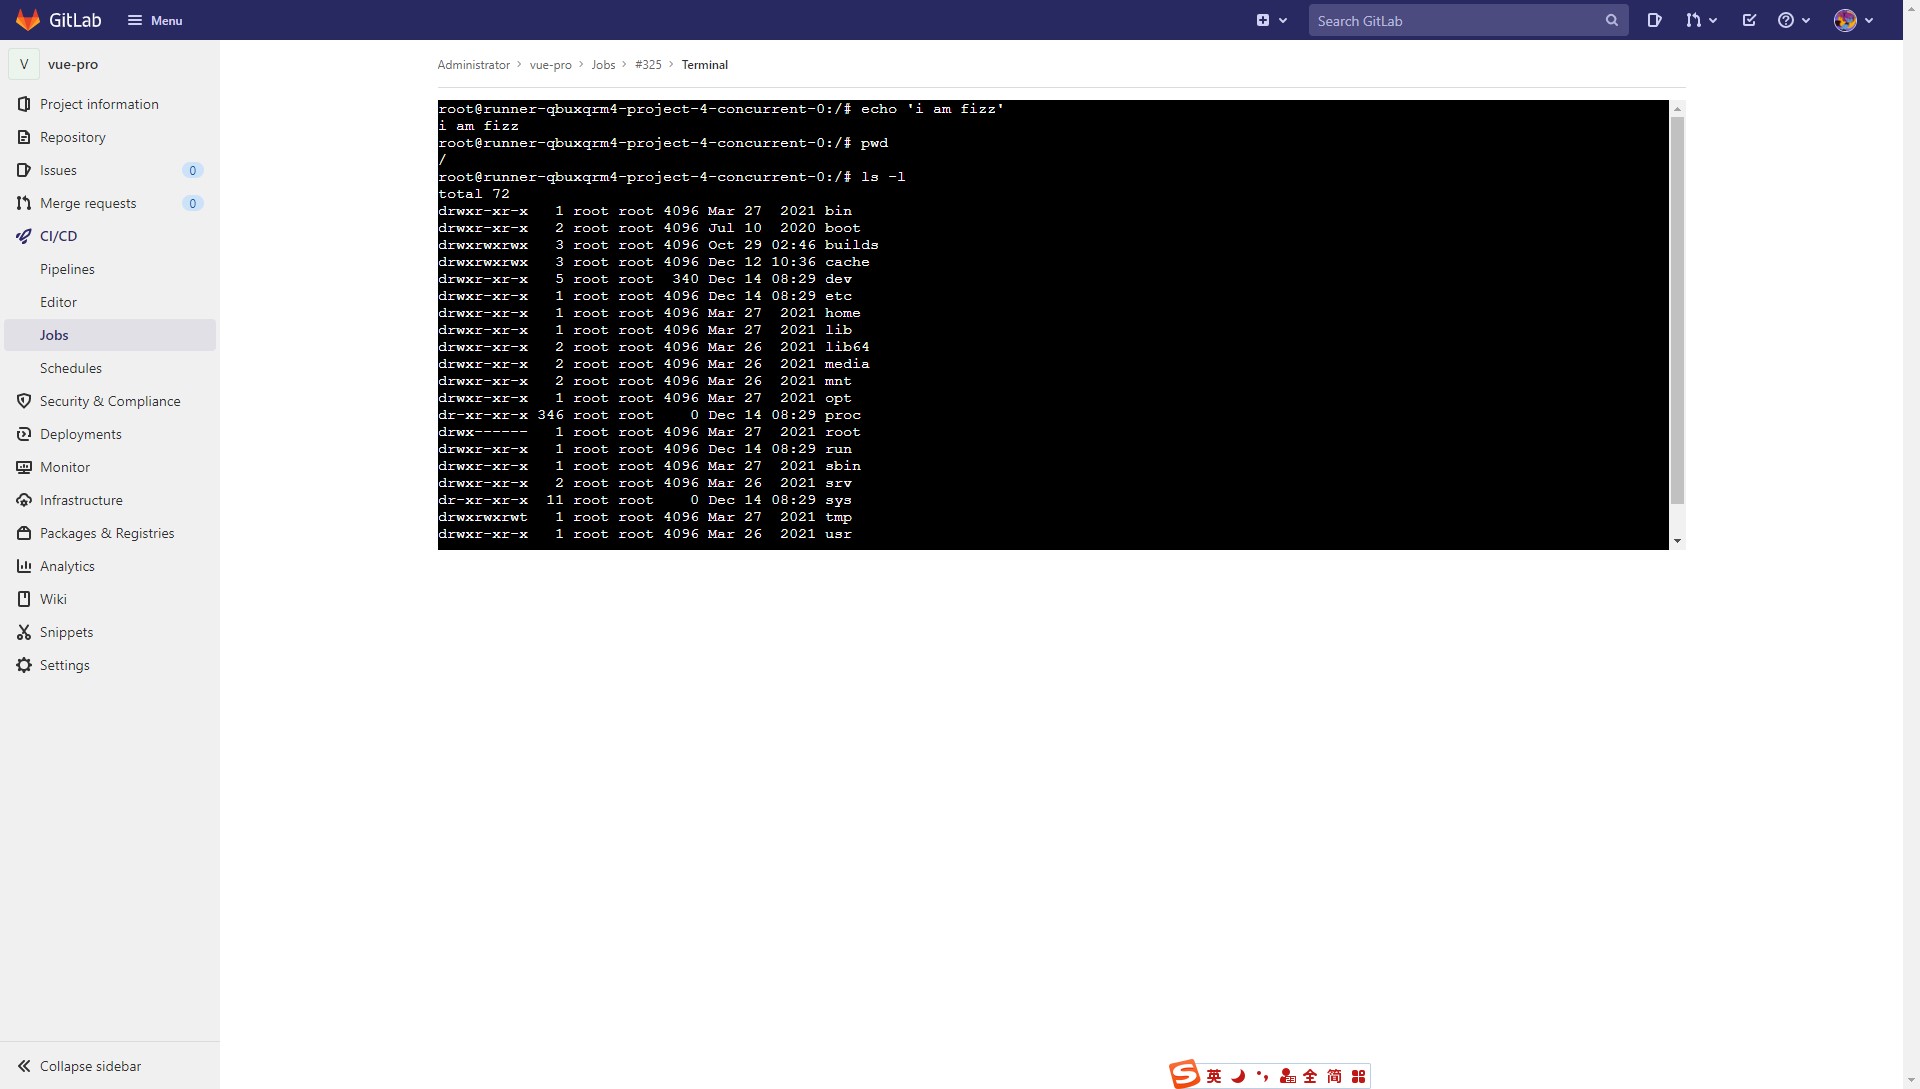 GitLab Menu Search GitLab
V vue-pro
Project information
Repository
Issues 0
Merge requests 0
CI/CD
Pipelines
Editor
Jobs
Schedules
Security & Compliance
Deployments
Monitor
Infrastructure
Packages & Registries
Analytics
Wiki
Snippets
Settings
Collapse sidebar
Administrator > vue-pro > Jobs > #325 > Terminal
root@runner-qbuxqrm4-project-4-concurrent-0:/# echo 'i am fizz'
i am fizz
root@runner-qbuxqrm4-project-4-concurrent-0:/# pwd
/
root@runner-qbuxqrm4-project-4-concurrent-0:/# ls -l
total 72
drwxr-xr-x   1 root root 4096 Mar 27  2021 bin
drwxr-xr-x   2 root root 4096 Jul 10  2020 boot
drwxrwxrwx   3 root root 4096 Oct 29 02:46 builds
drwxrwxrwx   3 root root 4096 Dec 12 10:36 cache
drwxr-xr-x   5 root root  340 Dec 14 08:29 dev
drwxr-xr-x   1 root root 4096 Dec 14 08:29 etc
drwxr-xr-x   1 root root 4096 Mar 27  2021 home
drwxr-xr-x   1 root root 4096 Mar 27  2021 lib
drwxr-xr-x   2 root root 4096 Mar 26  2021 lib64
drwxr-xr-x   2 root root 4096 Mar 26  2021 media
drwxr-xr-x   2 root root 4096 Mar 26  2021 mnt
drwxr-xr-x   1 root root 4096 Mar 27  2021 opt
dr-xr-xr-x 346 root root    0 Dec 14 08:29 proc
drwx------   1 root root 4096 Mar 27  2021 root
drwxr-xr-x   1 root root 4096 Dec 14 08:29 run
drwxr-xr-x   1 root root 4096 Mar 27  2021 sbin
drwxr-xr-x   2 root root 4096 Mar 26  2021 srv
dr-xr-xr-x  11 root root    0 Dec 14 08:29 sys
drwxrwxrwt   1 root root 4096 Mar 27  2021 tmp
drwxr-xr-x   1 root root 4096 Mar 26  2021 usr
S 英 全 简